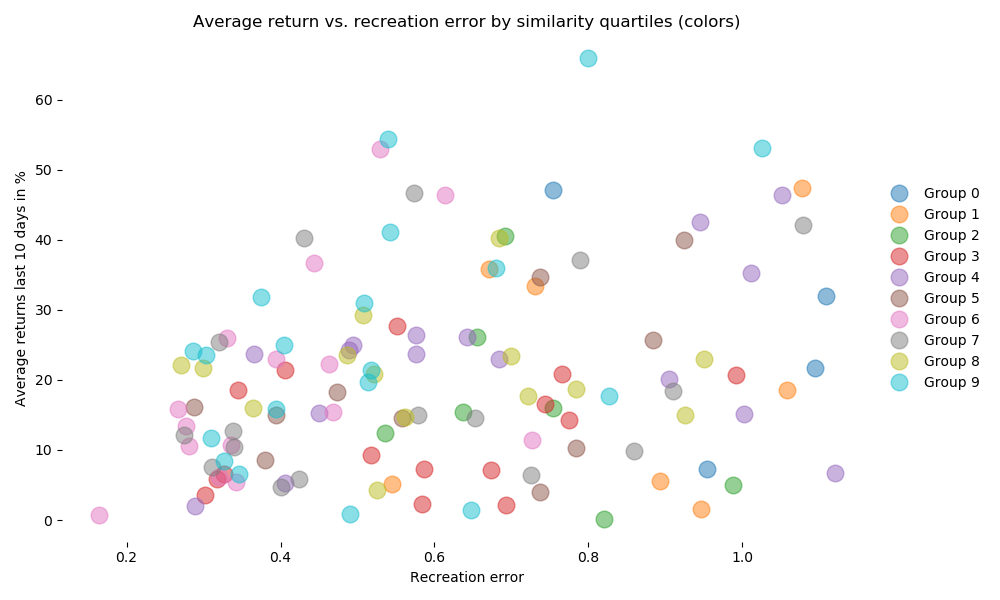 Average return vs. recreation error by similarity quartiles (colors)
Average returns last 10 days in %
60
50
40
30
20
10
0
0.2 0.4 0.6 0.8 1.0
Recreation error
Group 0
Group 1
Group 2
Group 3
Group 4
Group 5
Group 6
Group 7
Group 8
Group 9